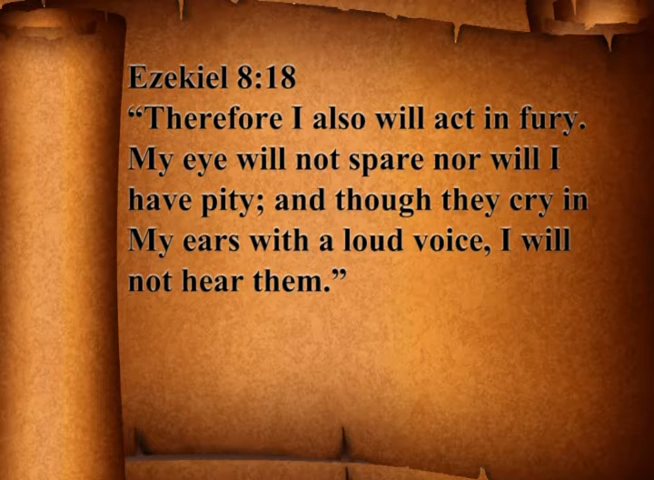 Ezekiel 8:18
“Therefore I also will act in fury.
My eye will not spare nor will I
have pity; and though they cry in
My ears with a loud voice, I will
not hear them.”